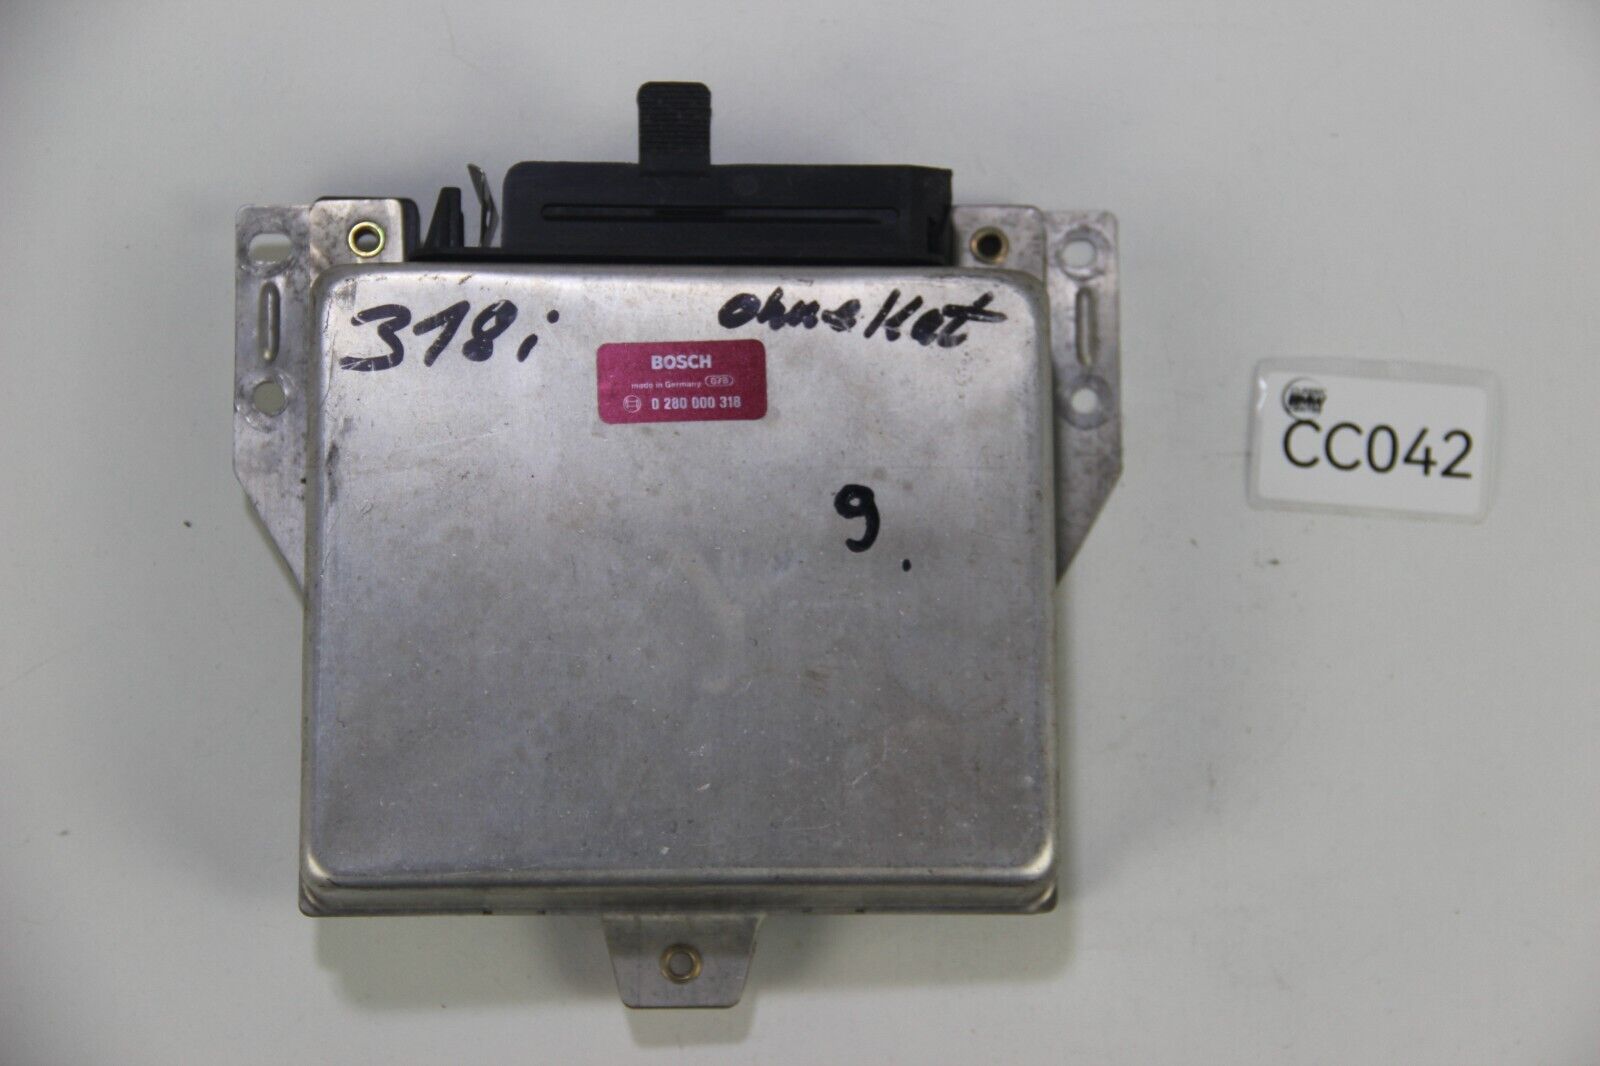 318i
ohne Kat
BOSCH
made in Germany
0 280 000 318
9.
CC042